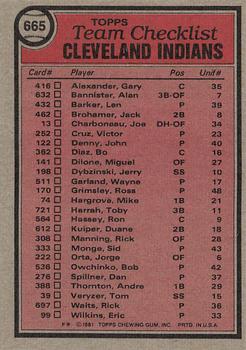 665
TOPPS
Team Checklist
CLEVELAND INDIANS
Card# Player Pos Unif#
416 Alexander, Gary C 35
632 Bannister, Alan 3B-OF 7
432 Barker, Len P 39
462 Brohamer, Jack 2B 8
13 Charboneau, Joe DH-OF 34
252 Cruz, Victor P 23
122 Denny, John P 40
362 Diaz, Bo C 16
141 Dilone, Miguel OF 27
198 Dybzinski, Jerry SS 10
511 Garland, Wayne P 17
170 Grimsley, Ross P 48
74 Hargrove, Mike 1B 21
721 Harrah, Toby 3B 11
564 Hassey, Ron C 9
612 Kuiper, Duane 2B 18
308 Manning, Rick OF 28
333 Monge, Sid P 43
222 Orta, Jorge OF 6
536 Owchinko, Bob P 42
276 Spillner, Dan P 37
388 Thornton, Andre 1B 29
39 Veryzer, Tom SS 15
697 Waits, Rick P 36
99 Wilkins, Eric P 33
© 1981 TOPPS CHEWING GUM, INC. PRTD. IN U.S.A.